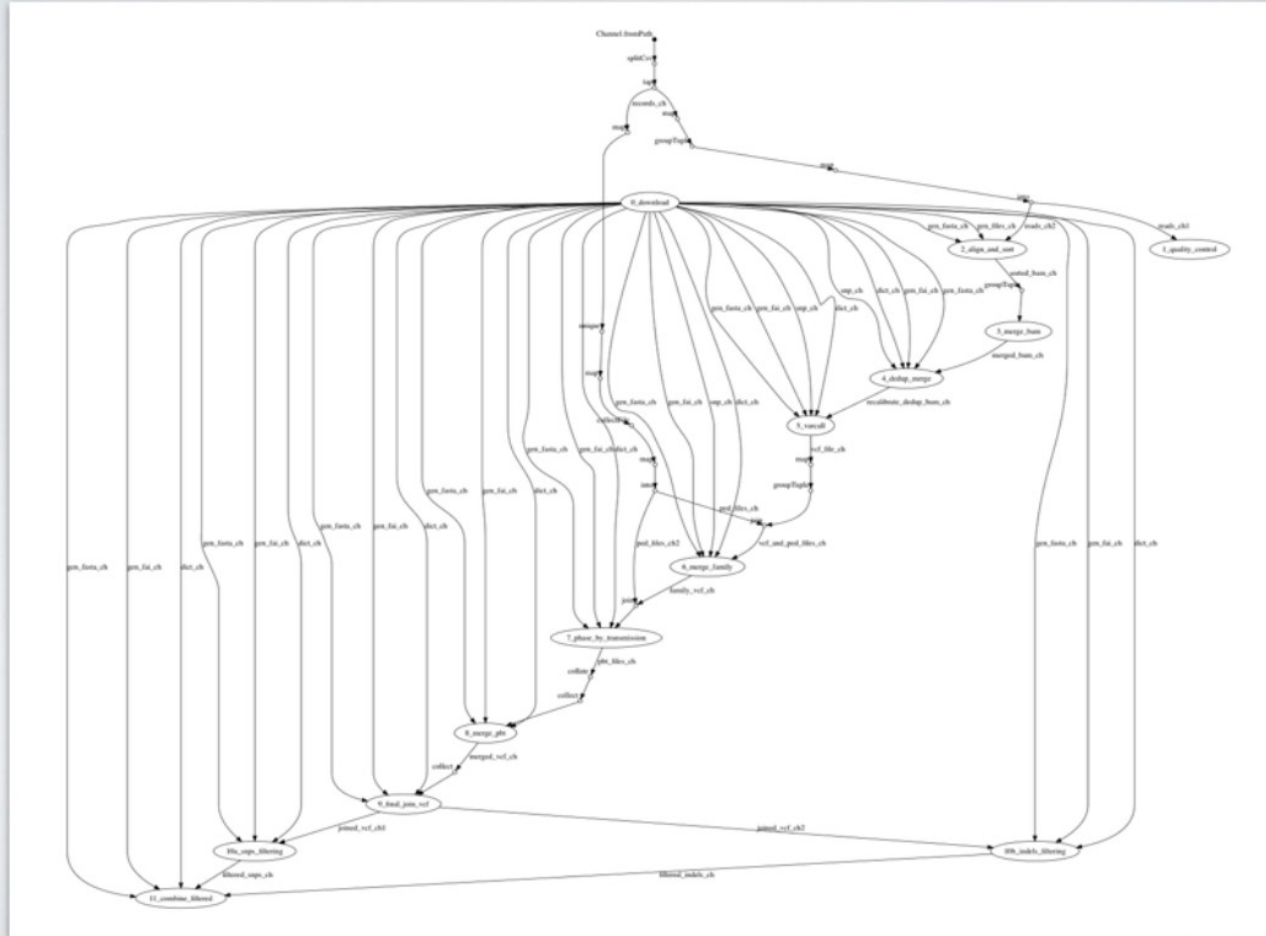 Channel.fromPath
splitCsv
tap
records_ch
map
map
groupTuple
map
into
0_download
gen_fasta_ch
gen_files_ch
reads_ch2
reads_ch1
2_align_and_sort
1_quality_control
sorted_bam_ch
groupTuple
snp_ch
dict_ch
gen_fai_ch
gen_fasta_ch
gen_fasta_ch
gen_fai_ch
snp_ch
dict_ch
unique
3_merge_bam
merged_bam_ch
map
4_dedup_merge
gen_fasta_ch
gen_fai_ch
snp_ch
dict_ch
recalibrate_dedup_bam_ch
collectFile
5_varcall
gen_fasta_ch
gen_fai_ch
dict_ch
vcf_file_ch
map
map
into
groupTuple
gen_fasta_ch
gen_fai_ch
dict_ch
ped_files_ch
join
gen_fasta_ch
gen_fai_ch
dict_ch
gen_fasta_ch
gen_fai_ch
dict_ch
ped_files_ch2
vcf_and_ped_files_ch
gen_fasta_ch
gen_fai_ch
dict_ch
gen_fasta_ch
gen_fai_ch
dict_ch
6_merge_family
family_vcf_ch
join
7_phase_by_transmission
pbt_files_ch
collate
collect
8_merge_pbt
merged_vcf_ch
collect
9_final_join_vcf
joined_vcf_ch1
joined_vcf_ch2
10a_snps_filtering
10b_indels_filtering
filtered_snps_ch
filtered_indels_ch
11_combine_filtered